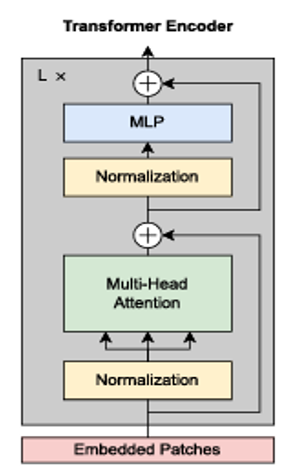 Transformer Encoder
L ×
MLP
Normalization
Multi-Head
Attention
Normalization
Embedded Patches